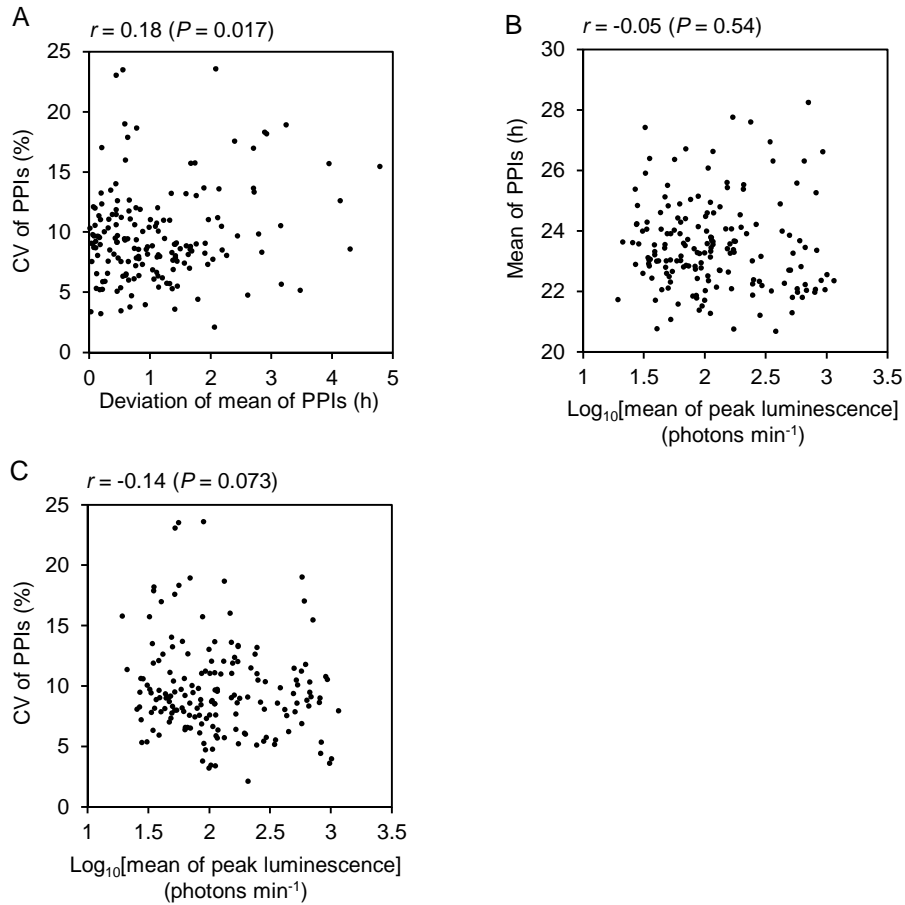 A
r = 0.18 (P = 0.017)
25
20
15
10
5
0
CV of PPIs (%)
0 1 2 3 4 5
Deviation of mean of PPIs (h)
B
r = -0.05 (P = 0.54)
30
28
26
24
22
20
Mean of PPIs (h)
1 1.5 2 2.5 3 3.5
Log₁₀[mean of peak luminescence]
(photons min⁻¹)
C
r = -0.14 (P = 0.073)
25
20
15
10
5
0
CV of PPIs (%)
1 1.5 2 2.5 3 3.5
Log₁₀[mean of peak luminescence]
(photons min⁻¹)